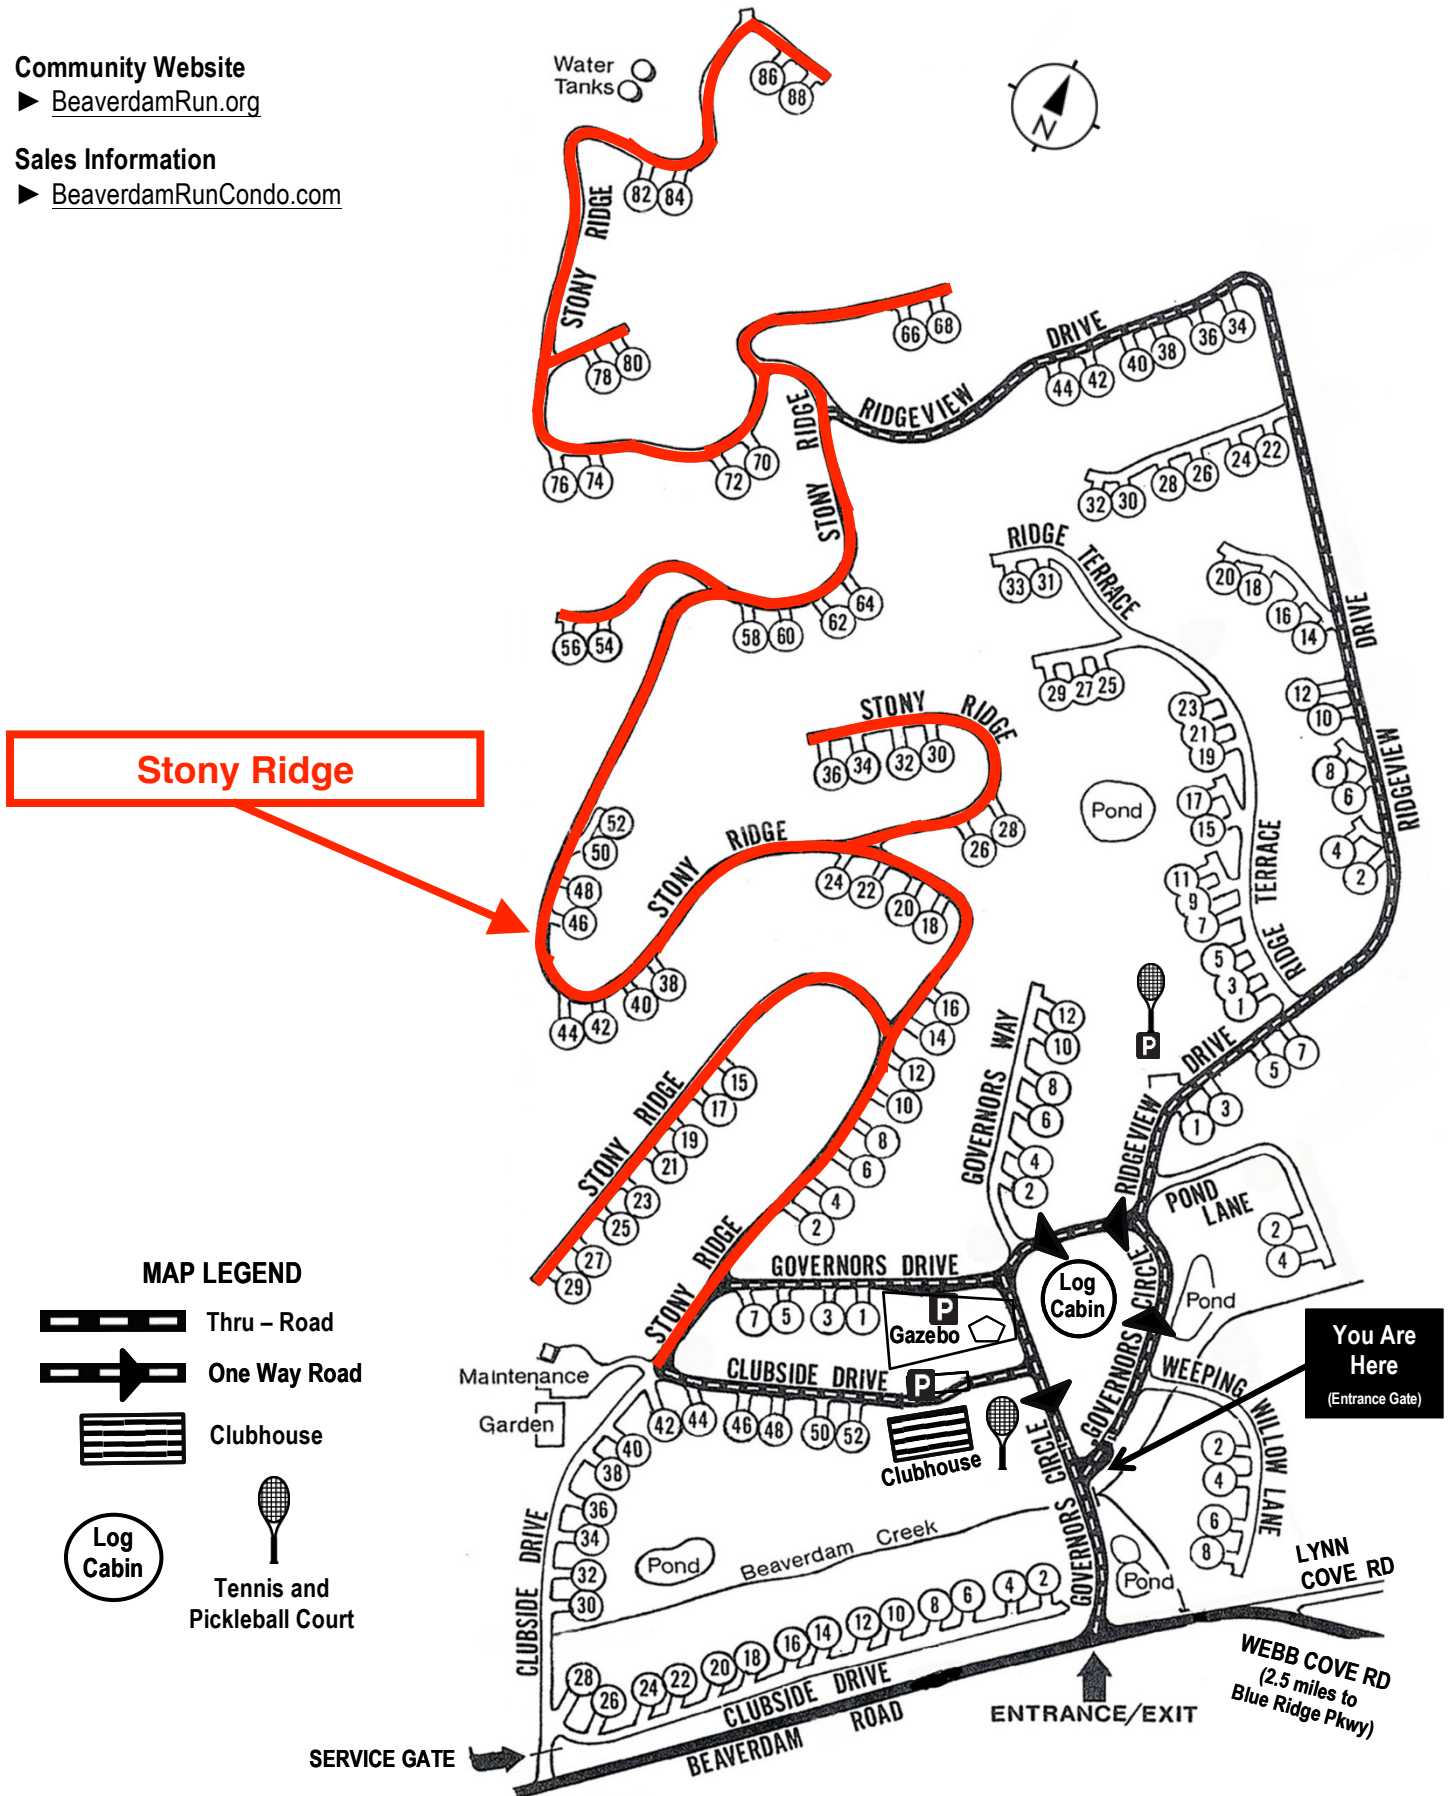 Community Website
► BeaverdamRun.org
Sales Information
► BeaverdamRunCondo.com
Water
Tanks
86
88
N
82
84
STONY RIDGE
78
80
66
68
76
74
72
70
STONY RIDGE
RIDGEVIEW DRIVE
44
42
40
38
36
34
32
30
28
26
24
22
RIDGE TERRACE
33
31
20
18
16
14
DRIVE
56
54
58
60
62
64
29
27
25
23
21
19
12
10
8
6
4
2
RIDGEVIEW
STONY RIDGE
36
34
32
30
28
26
Stony Ridge
52
50
48
46
44
42
40
38
STONY RIDGE
24
22
20
18
16
14
12
10
8
6
4
2
Pond
17
15
11
9
7
5
3
1
TERRACE
RIDGE
STONY RIDGE
15
17
19
21
23
25
27
29
GOVERNORS WAY
12
10
8
6
4
2
P
RIDGEVIEW DRIVE
7
5
3
1
POND
LANE
2
4
STONY RIDGE
GOVERNORS DRIVE
7
5
3
1
P
Gazebo
Log
Cabin
GOVERNORS CIRCLE
Pond
You Are
Here
(Entrance Gate)
MAP LEGEND
Thru – Road
One Way Road
Clubhouse
Log
Cabin
Tennis and
Pickleball Court
Maintenance
Garden
CLUBSIDE DRIVE
P
42
44
46
48
50
52
Clubhouse
GOVERNORS CIRCLE
WEEPING WILLOW LANE
2
4
6
8
40
38
36
34
32
30
CLUBSIDE DRIVE
Pond
Beaverdam Creek
Pond
LYNN
COVE RD
28
26
24
22
20
18
16
14
12
10
8
6
4
2
CLUBSIDE DRIVE
BEAVERDAM ROAD
ENTRANCE/EXIT
WEBB COVE RD
(2.5 miles to
Blue Ridge Pkwy)
SERVICE GATE